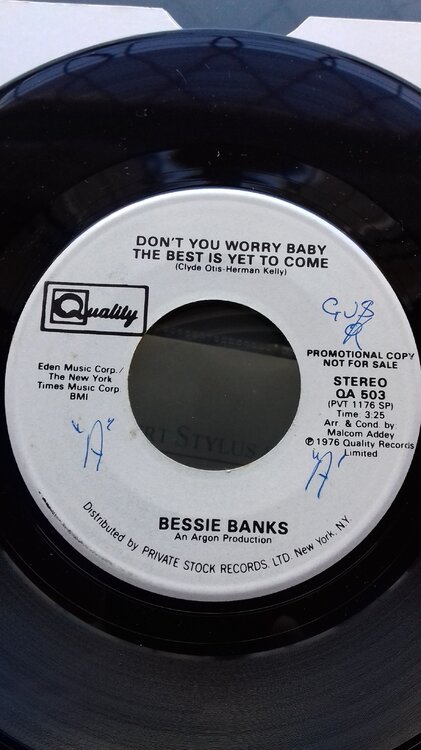 DON'T YOU WORRY BABY
THE BEST IS YET TO COME
(Clyde Otis-Herman Kelly)
Quality
PROMOTIONAL COPY
NOT FOR SALE
STEREO
QA 503
(PVT 1176 SP)
Time: 3:25
Arr. & Cond. by
Malcom Addey
℗ 1976 Quality Records
Limited
Eden Music Corp./
The New York
Times Music Corp.
BMI
"A"
"A"
STYLUS
BESSIE BANKS
An Argon Production
Distributed by PRIVATE STOCK RECORDS, LTD. New York, N.Y.